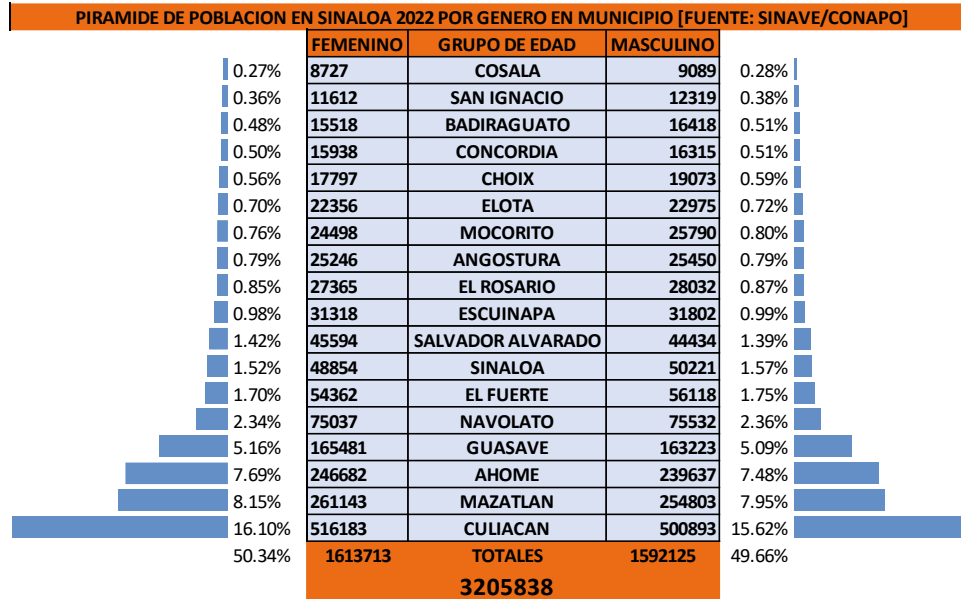 PIRAMIDE DE POBLACION EN SINALOA 2022 POR GENERO EN MUNICIPIO [FUENTE: SINAVE/CONAPO]
FEMENINO GRUPO DE EDAD MASCULINO
0.27% 8727 COSALA 9089 0.28%
0.36% 11612 SAN IGNACIO 12319 0.38%
0.48% 15518 BADIRAGUATO 16418 0.51%
0.50% 15938 CONCORDIA 16315 0.51%
0.56% 17797 CHOIX 19073 0.59%
0.70% 22356 ELOTA 22975 0.72%
0.76% 24498 MOCORITO 25790 0.80%
0.79% 25246 ANGOSTURA 25450 0.79%
0.85% 27365 EL ROSARIO 28032 0.87%
0.98% 31318 ESCUINAPA 31802 0.99%
1.42% 45594 SALVADOR ALVARADO 44434 1.39%
1.52% 48854 SINALOA 50221 1.57%
1.70% 54362 EL FUERTE 56118 1.75%
2.34% 75037 NAVOLATO 75532 2.36%
5.16% 165481 GUASAVE 163223 5.09%
7.69% 246682 AHOME 239637 7.48%
8.15% 261143 MAZATLAN 254803 7.95%
16.10% 516183 CULIACAN 500893 15.62%
50.34% 1613713 TOTALES 1592125 49.66%
3205838